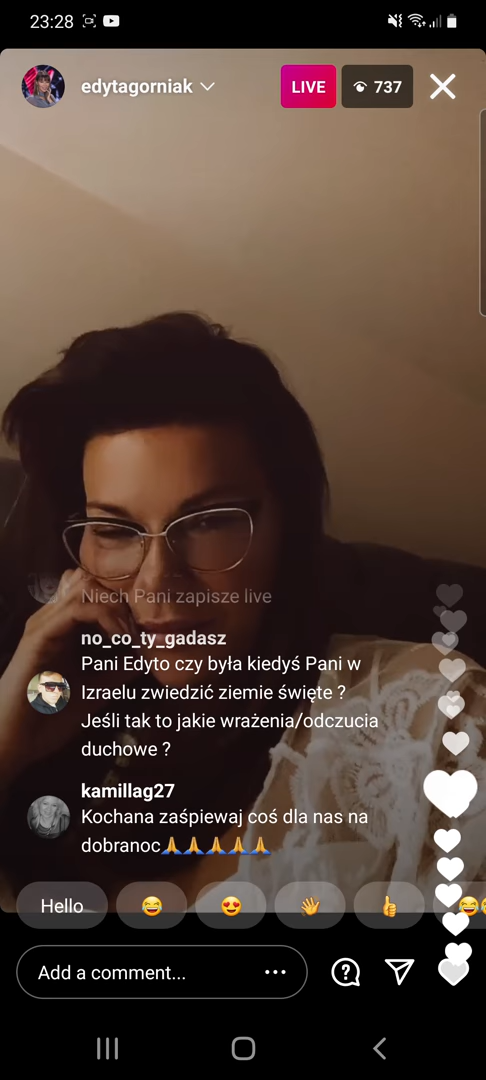 23:28
edytagorniak
LIVE
737
Niech Pani zapisze live
no_co_ty_gadasz
Pani Edyto czy była kiedyś Pani w
Izraelu zwiedzić ziemie święte ?
Jeśli tak to jakie wrażenia/odczucia
duchowe ?
kamillag27
Kochana zaśpiewaj coś dla nas na
dobranoc🙏🙏🙏🙏🙏
Hello
Add a comment...